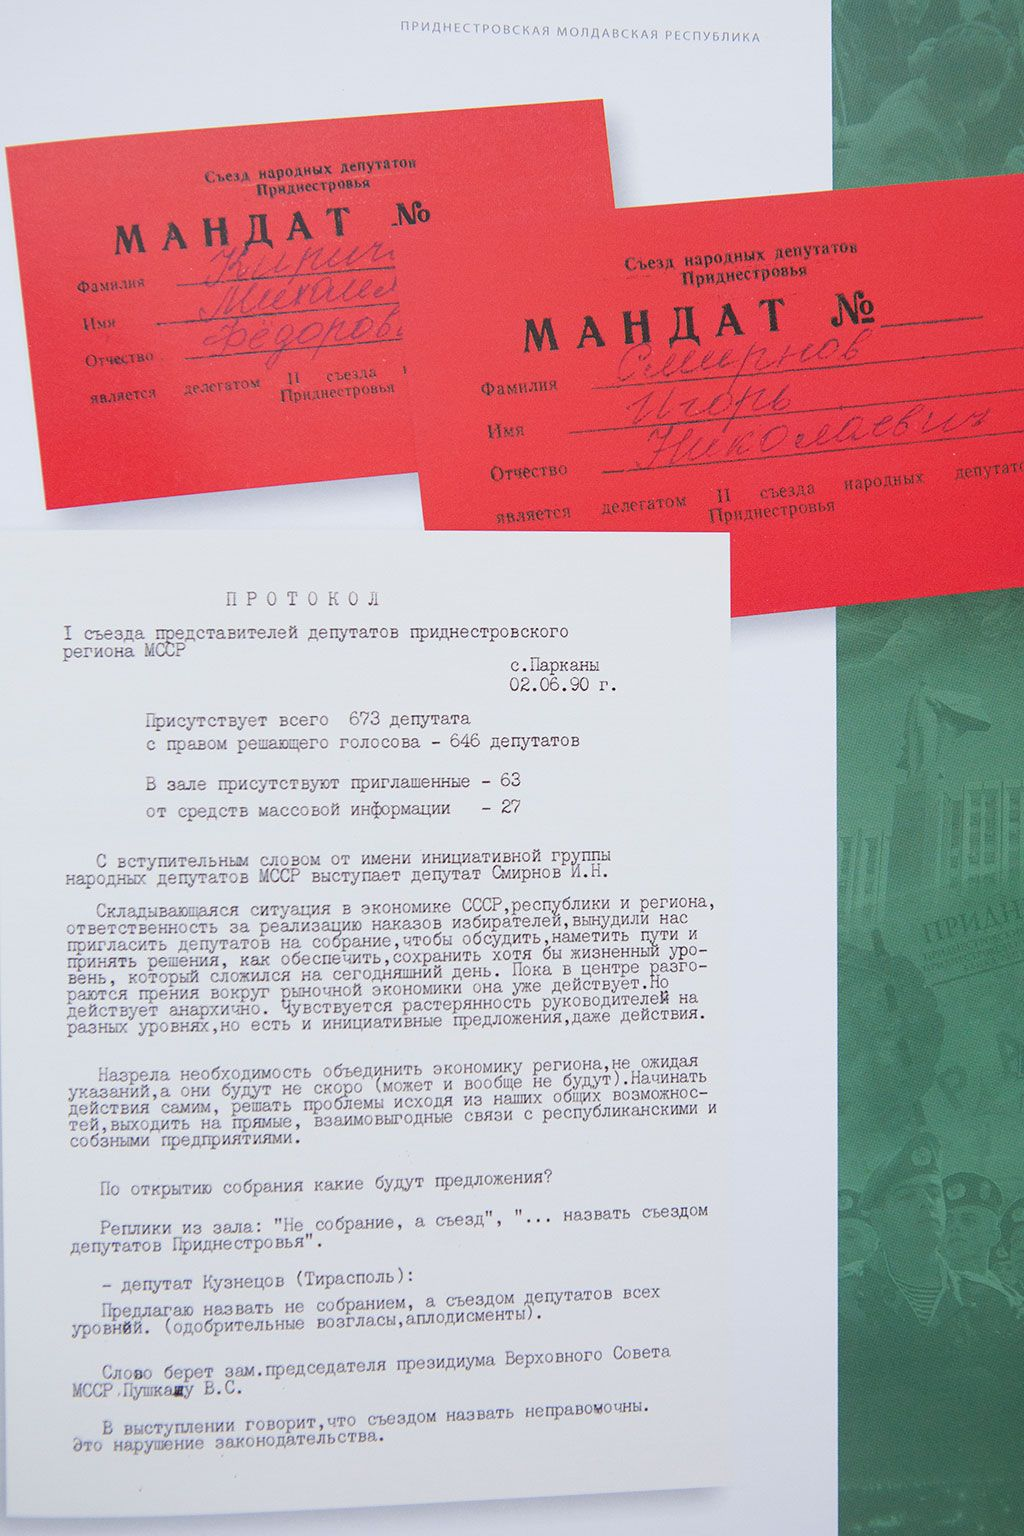 ПРИДНЕСТРОВСКАЯ МОЛДАВСКАЯ РЕСПУБЛИКА
Съезд народных депутатов
Приднестровья
МАНДАТ №
Фамилия Кирич
Имя Михаил
Отчество Фёдоров
является делегатом II съезда
Приднестровья
Съезд народных депутатов
Приднестровья
МАНДАТ №
Фамилия Смирнов
Имя Игорь
Отчество Николаевич
является делегатом II съезда народных депутато
Приднестровья
ПРОТОКОЛ
I съезда представителей депутатов приднестровского
региона МССР
с.Парканы
02.06.90 г.
Присутствует всего 673 депутата
с правом решающего голосова - 646 депутатов
В зале присутствуют приглашенные - 63
от средств массовой информации - 27
С вступительным словом от имени инициативной группы
народных депутатов МССР выступает депутат Смирнов И.Н.
Складывающаяся ситуация в экономике СССР,республики и региона,
ответственность за реализацию наказов избирателей,вынудили нас
пригласить депутатов на собрание,чтобы обсудить,наметить пути и
принять решения, как обеспечить,сохранить хотя бы жизненный уро-
вень, который сложился на сегодняшний день. Пока в центре разго-
раются прения вокруг рыночной экономики она уже действует.Но
действует анархично. Чувствуется растерянность руководителей на
разных уровнях,но есть и инициативные предложения,даже действия.
Назрела необходимость объединить экономику региона,не ожидая
указаний,а они будут не скоро (может и вообще не будут).Начинать
действия самим, решать проблемы исходя из наших общих возможнос-
тей,выходить на прямые, взаимовыгодные связи с республиканскими и
собзными предприятиями.
По открытию собрания какие будут предложения?
Реплики из зала: "Не собрание, а съезд", "... назвать съездом
депутатов Приднестровья".
- депутат Кузнецов (Тирасполь):
Предлагаю назвать не собранием, а съездом депутатов всех
уровней. (одобрительные возгласы,аплодисменты).
Слово берет зам.председателя президиума Верховного Совета
МССР Пушкашу В.С.
В выступлении говорит,что съездом назвать неправомочны.
Это нарушение законодательства.